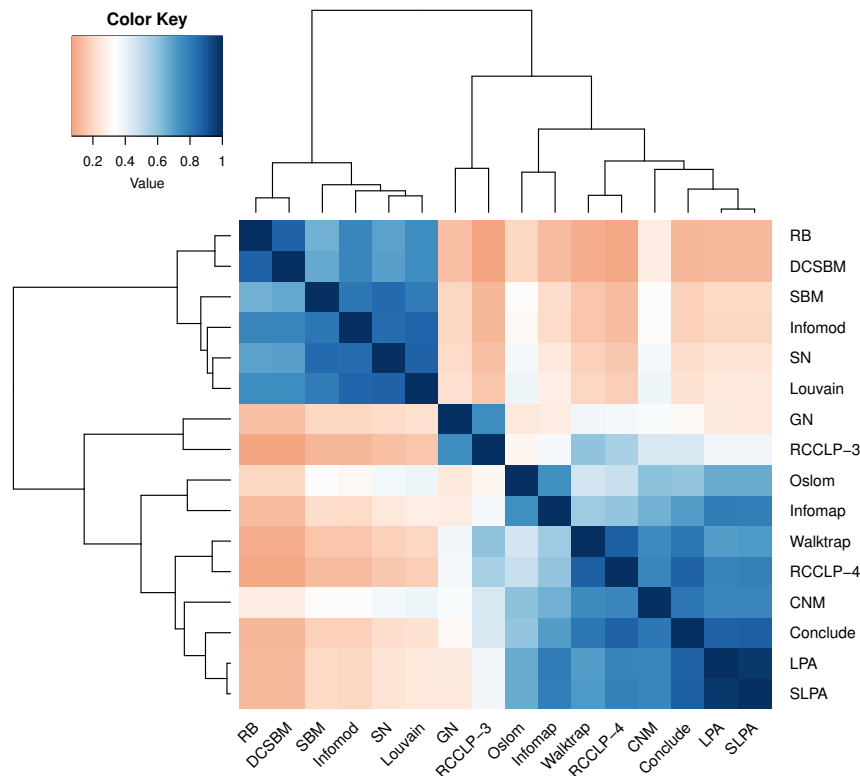 Color Key
0.2 0.4 0.6 0.8 1
Value
RB
DCSBM
SBM
Infomod
SN
Louvain
GN
RCCLP−3
Oslom
Infomap
Walktrap
RCCLP−4
CNM
Conclude
LPA
SLPA
RB
DCSBM
SBM
Infomod
SN
Louvain
GN
RCCLP−3
Oslom
Infomap
Walktrap
RCCLP−4
CNM
Conclude
LPA
SLPA